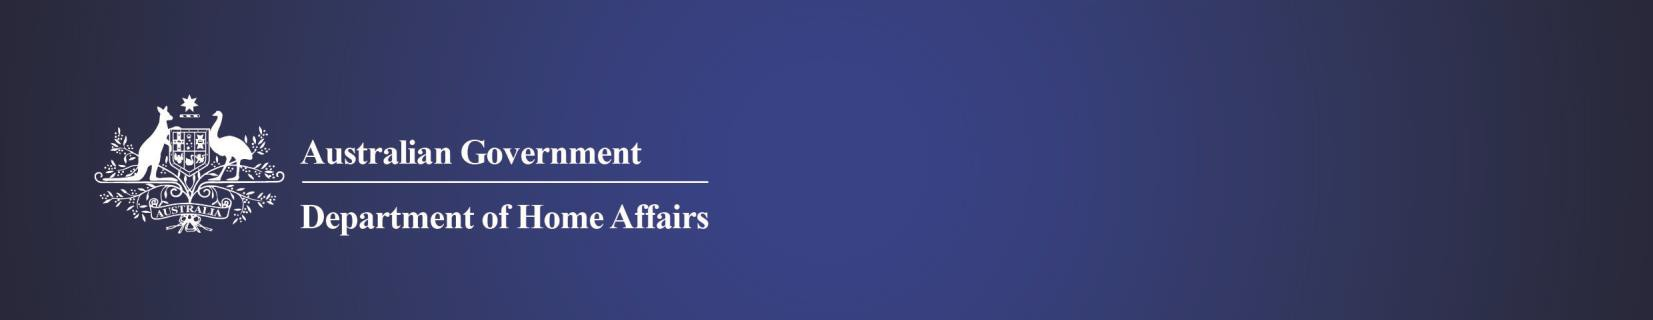 AUSTRALIA
Australian Government
Department of Home Affairs